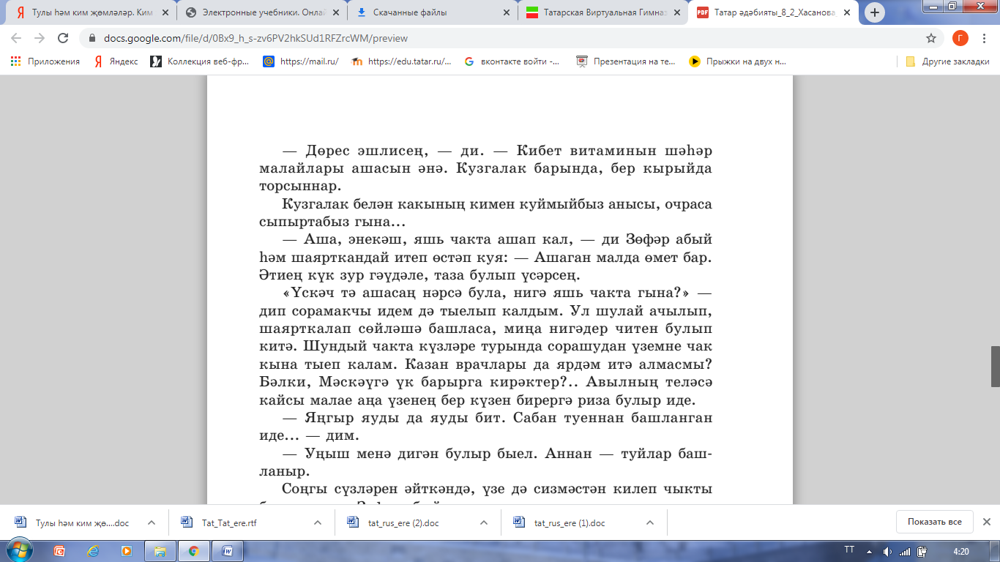 Тулы һәм ким җөмләләр. Ким
Электронные учебники. Онлай
Скачанные файлы
Татарская Виртуальная Гимназ
Татар әдәбияты_8_2_Хасанова
docs.google.com/file/d/0Bx9_h_s-zv6PV2hkSUd1RFZrcWM/preview
Г
Приложения
Яндекс
Коллекция веб-фр...
https://mail.ru/
https://edu.tatar.ru/...
вконтакте войти -...
Презентация на те...
Прыжки на двух н...
Другие закладки
— Дөрес эшлисең, — ди. — Кибет витаминын шәһәр
малайлары ашасын әнә. Кузгалак барында, бер кырыйда
торсыннар.
Кузгалак белән какының кимен куймыйбыз анысы, очраса
сыпыртабыз гына...
— Аша, энекәш, яшь чакта ашап кал, — ди Зөфәр абый
һәм шаярткандай итеп өстәп куя: — Ашаган малда өмет бар.
Әтиең күк зур гәүдәле, таза булып үсәрсең.
«Үскәч тә ашасаң нәрсә була, нигә яшь чакта гына?» —
дип сорамакчы идем дә тыелып калдым. Ул шулай ачылып,
шаярткалап сөйләшә башласа, миңа нигәдер читен булып
китә. Шундый чакта күзләре турында сорашудан үземне чак
кына тыеп калам. Казан врачлары да ярдәм итә алмасмы?
Бәлки, Мәскәүгә үк барырга кирәктер?.. Авылның теләсә
кайсы малае аңа үзенең бер күзен бирергә риза булыр иде.
— Яңгыр яуды да яуды бит. Сабан туеннан башланган
иде... — дим.
— Уңыш менә дигән булыр быел. Аннан — туйлар баш-
ланыр.
Соңгы сүзләрен әйткәндә, үзе дә сизмәстән килеп чыкты
Тулы һәм ким җө....doc
Tat_Tat_ere.rtf
tat_rus_ere (2).doc
tat_rus_ere (1).doc
Показать все
TT
4:20